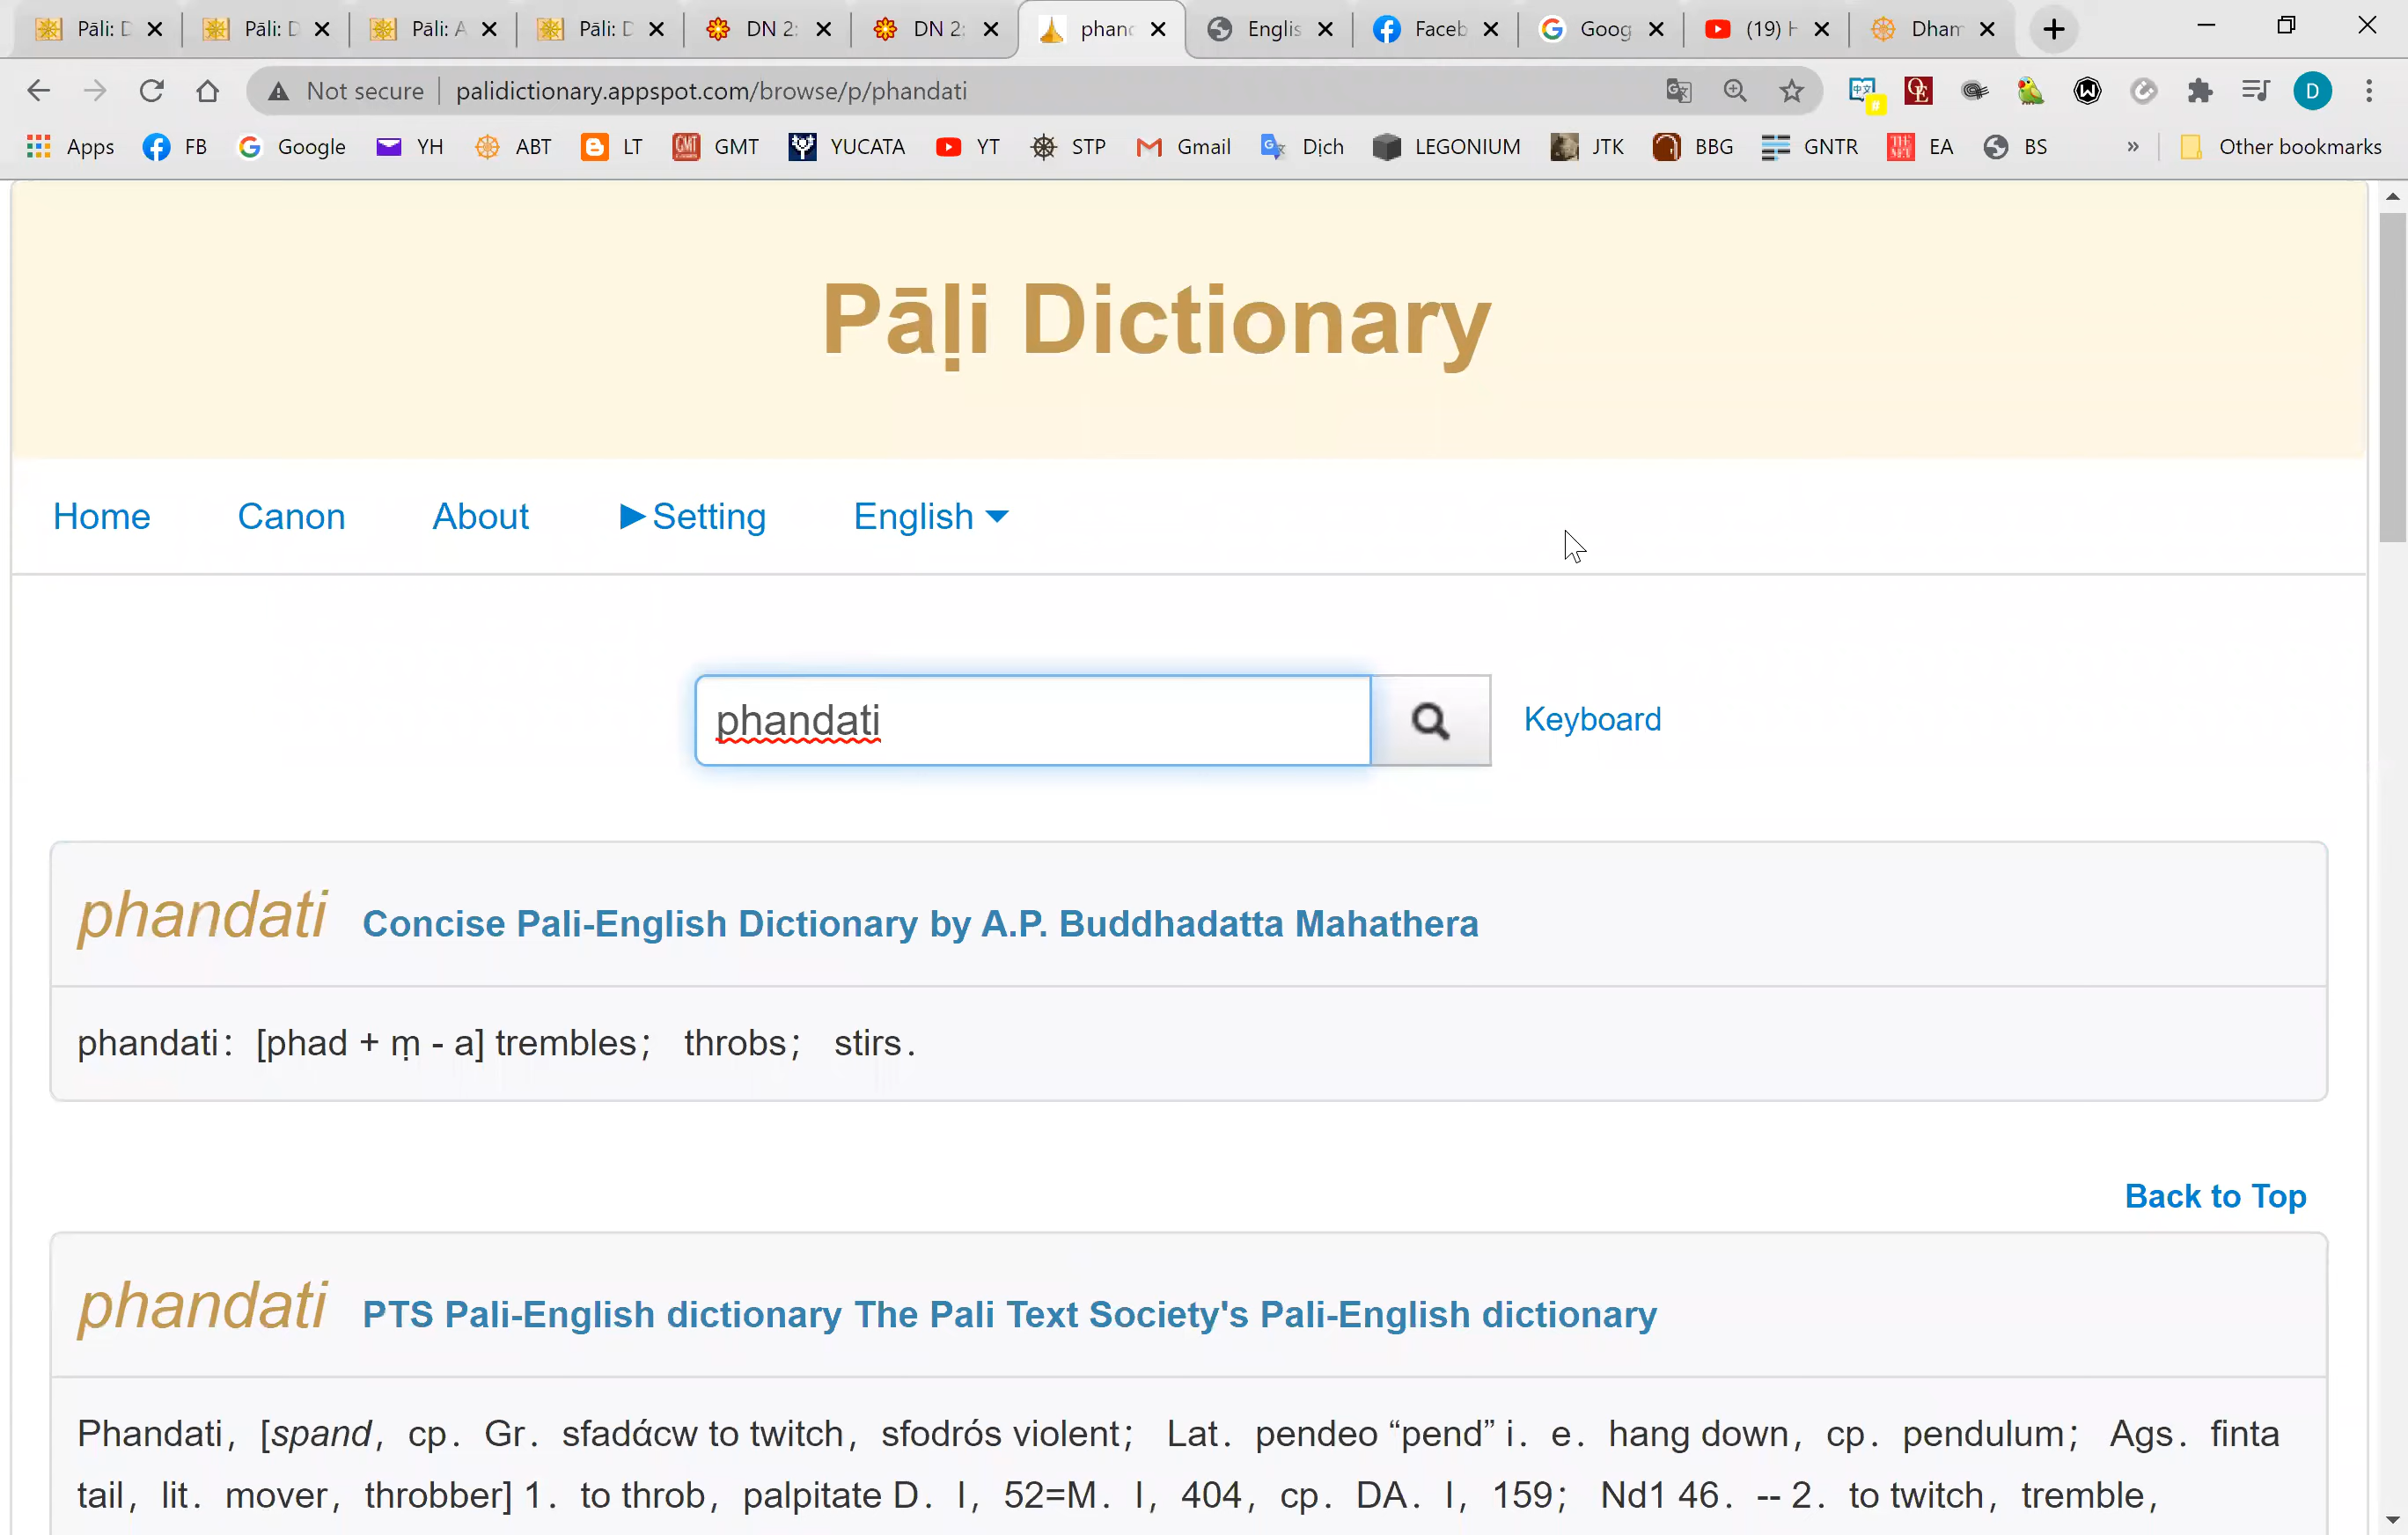 Pāli: D Pāli: D Pāli: A Pāli: D DN 2: DN 2: phand Englis Faceb Goog (19) H Dham
Not secure palidictionary.appspot.com/browse/p/phandati D
Apps FB Google YH ABT LT GMT YUCATA YT STP Gmail Dịch LEGONIUM JTK BBG GNTR EA BS » Other bookmarks
Pāḷi Dictionary
Home Canon About ►Setting English
phandati Keyboard
phandati Concise Pali-English Dictionary by A.P. Buddhadatta Mahathera
phandati: [phad + ṃ - a] trembles; throbs; stirs.
Back to Top
phandati PTS Pali-English dictionary The Pali Text Society's Pali-English dictionary
Phandati, [spand, cp. Gr. sfadάcw to twitch, sfodrós violent; Lat. pendeo “pend” i. e. hang down, cp. pendulum; Ags. finta
tail, lit. mover, throbber] 1. to throb, palpitate D. I, 52=M. I, 404, cp. DA. I, 159; Nd1 46. -- 2. to twitch, tremble,